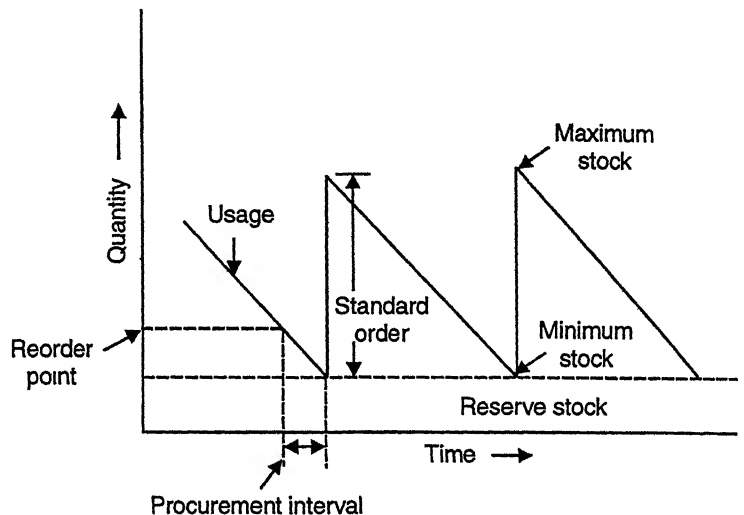 Quantity
Usage
Maximum
stock
Standard
order
Reorder
point
Minimum
stock
Reserve stock
Time
Procurement interval